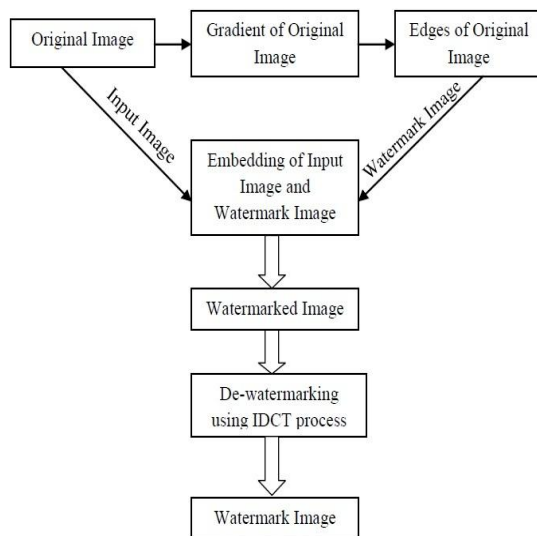 Original Image
Gradient of Original
Image
Edges of Original
Image
Input Image
Watermark Image
Embedding of Input
Image and
Watermark Image
Watermarked Image
De-watermarking
using IDCT process
Watermark Image